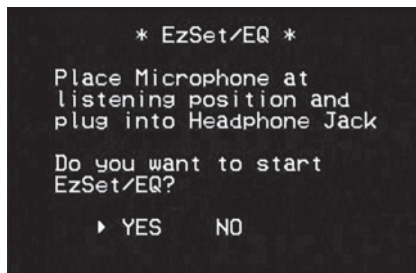 * EzSet/EQ *
Place Microphone at
listening position and
plug into Headphone Jack
Do you want to start
EzSet/EQ?
▸ YES NO